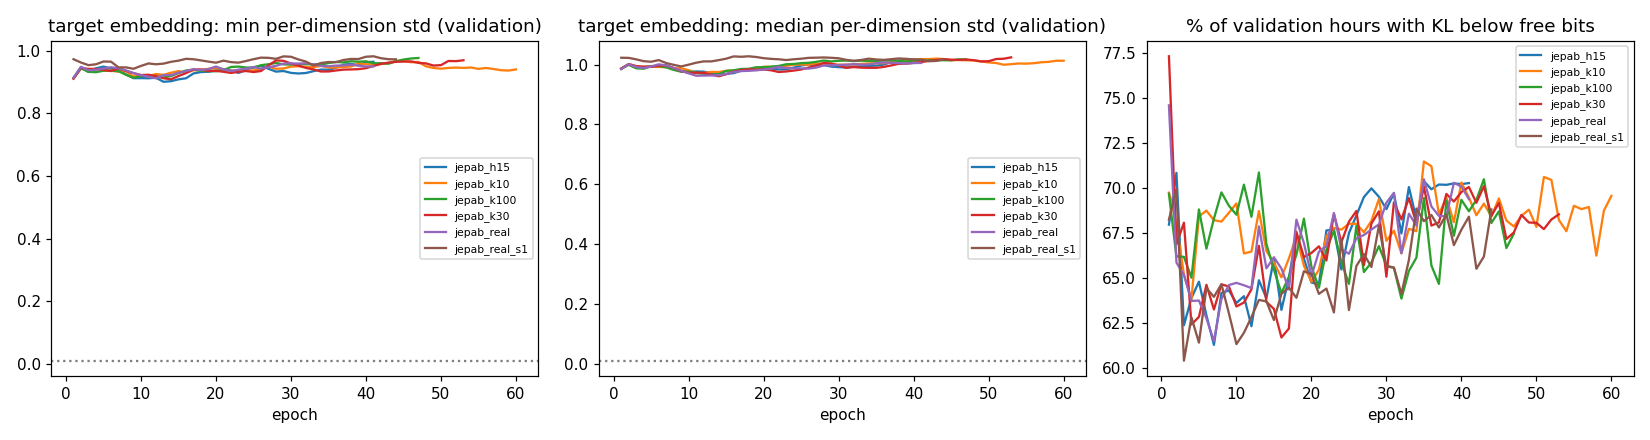 target embedding: min per-dimension std (validation)
1.0
0.8
0.6
0.4
0.2
0.0
0 10 20 30 40 50 60
epoch
jepab_h15
jepab_k10
jepab_k100
jepab_k30
jepab_real
jepab_real_s1
target embedding: median per-dimension std (validation)
1.0
0.8
0.6
0.4
0.2
0.0
0 10 20 30 40 50 60
epoch
jepab_h15
jepab_k10
jepab_k100
jepab_k30
jepab_real
jepab_real_s1
% of validation hours with KL below free bits
77.5
75.0
72.5
70.0
67.5
65.0
62.5
60.0
0 10 20 30 40 50 60
epoch
jepab_h15
jepab_k10
jepab_k100
jepab_k30
jepab_real
jepab_real_s1